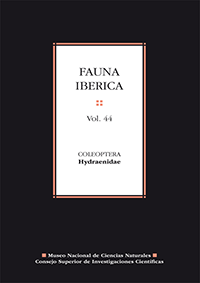 FAUNA
IBERICA
Vol. 44
COLEOPTERA
Hydraenidae
Museo Nacional de Ciencias Naturales
Consejo Superior de Investigaciones Científicas